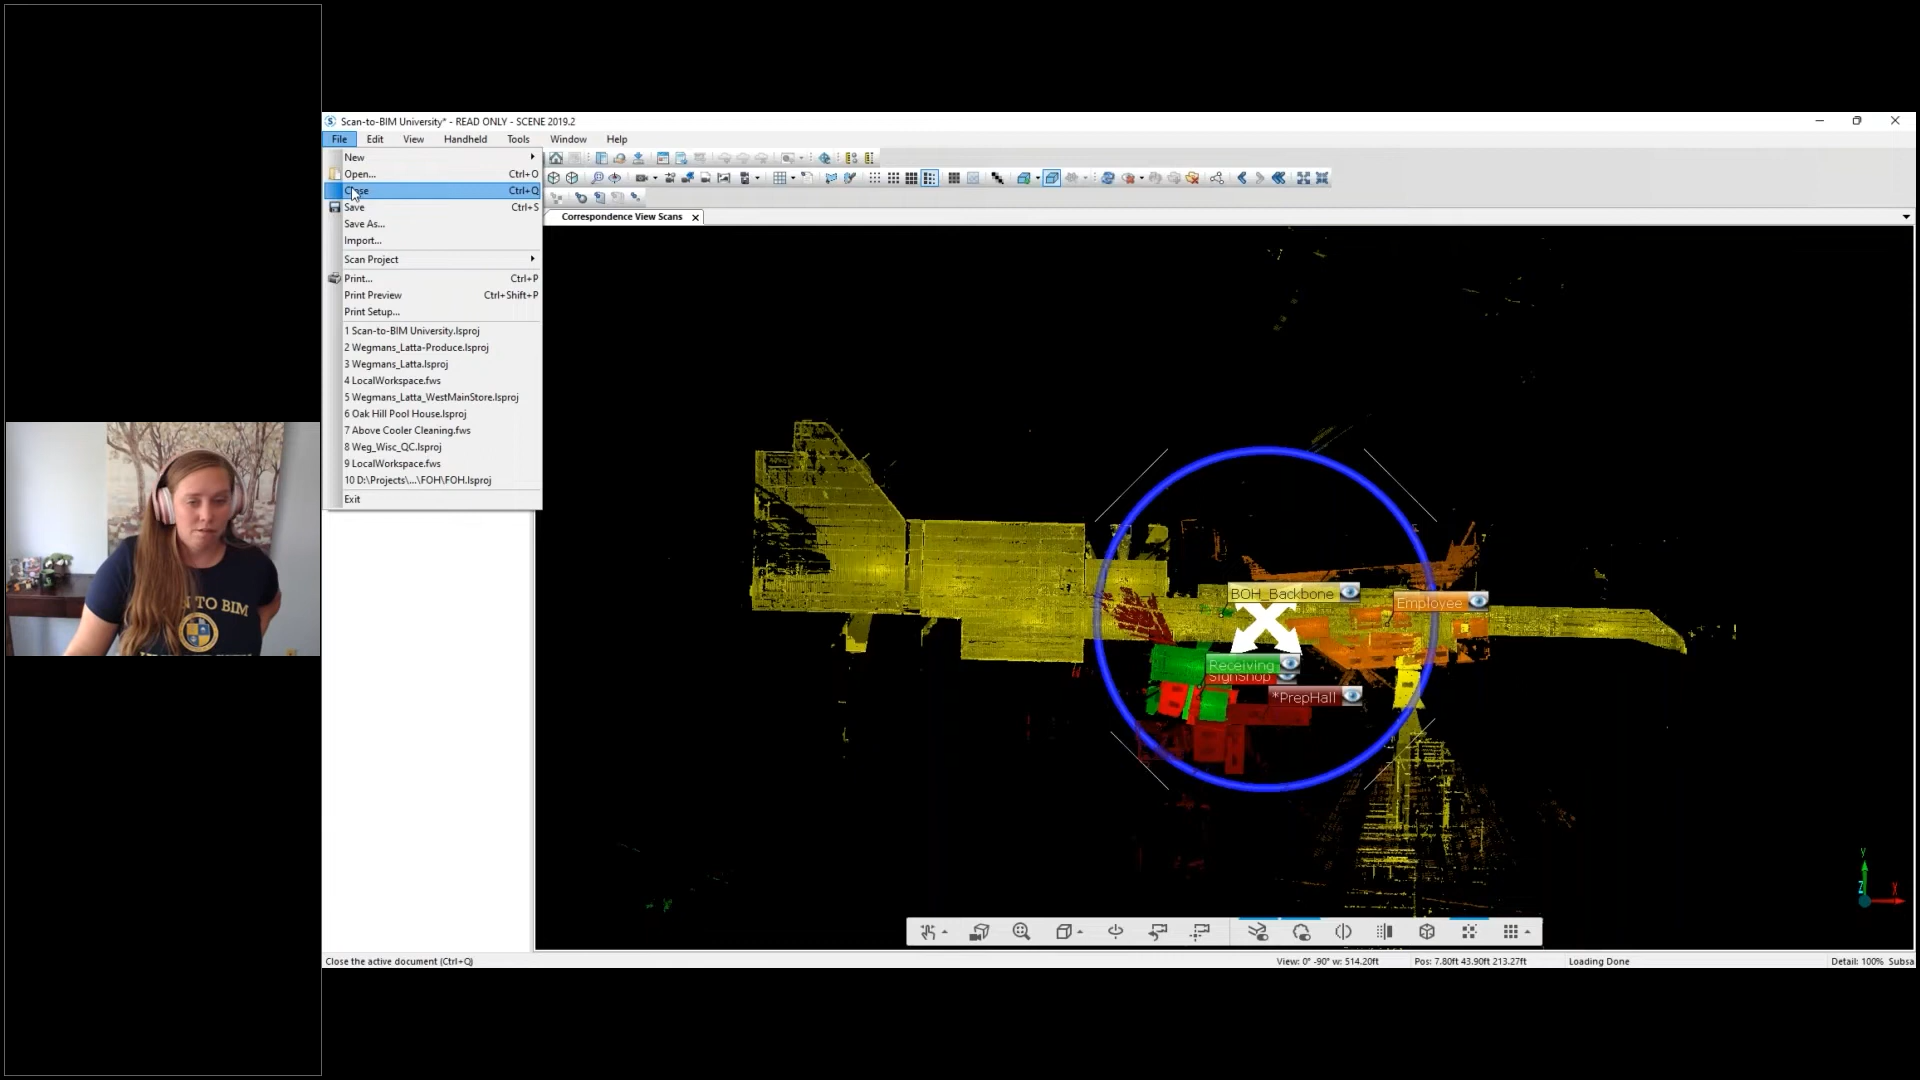 Scan-to-BIM University* - READ ONLY - SCENE 2019.2
File Edit View Handheld Tools Window Help
New
Open... Ctrl+O
Close Ctrl+Q
Save Ctrl+S
Save As...
Import...
Scan Project
Print... Ctrl+P
Print Preview Ctrl+Shift+P
Print Setup...
1 Scan-to-BIM University.lsproj
2 Wegmans_Latta-Produce.lsproj
3 Wegmans_Latta.lsproj
4 LocalWorkspace.fws
5 Wegmans_Latta_WestMainStore.lsproj
6 Oak Hill Pool House.lsproj
7 Above Cooler Cleaning.fws
8 Weg_Wisc_QC.lsproj
9 LocalWorkspace.fws
10 D:\Projects\...\FOH\FOH.lsproj
Exit
Correspondence View Scans
BOH_Backbone
Employee
Receiving
SignShop
*PrepHall
N TO BIM
y
Z X
Close the active document (Ctrl+Q)
View: 0° -90° w: 514.20ft
Pos: 7.80ft 43.90ft 213.27ft
Loading Done
Detail: 100% Subsa